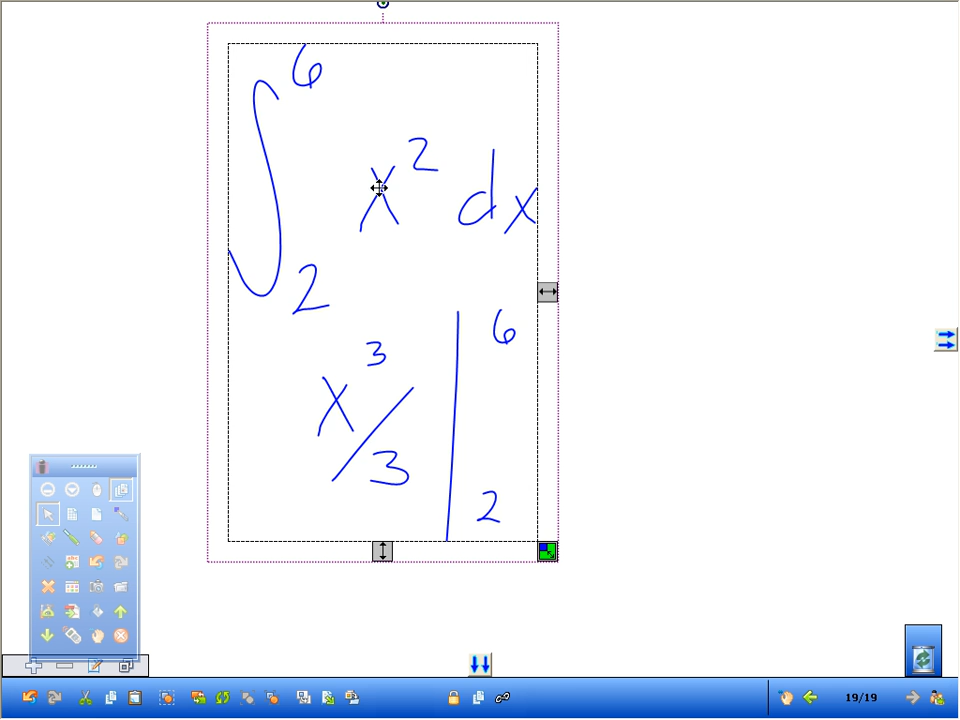 ∫₂⁶ x² dx
x³/3 |₂⁶
19/19